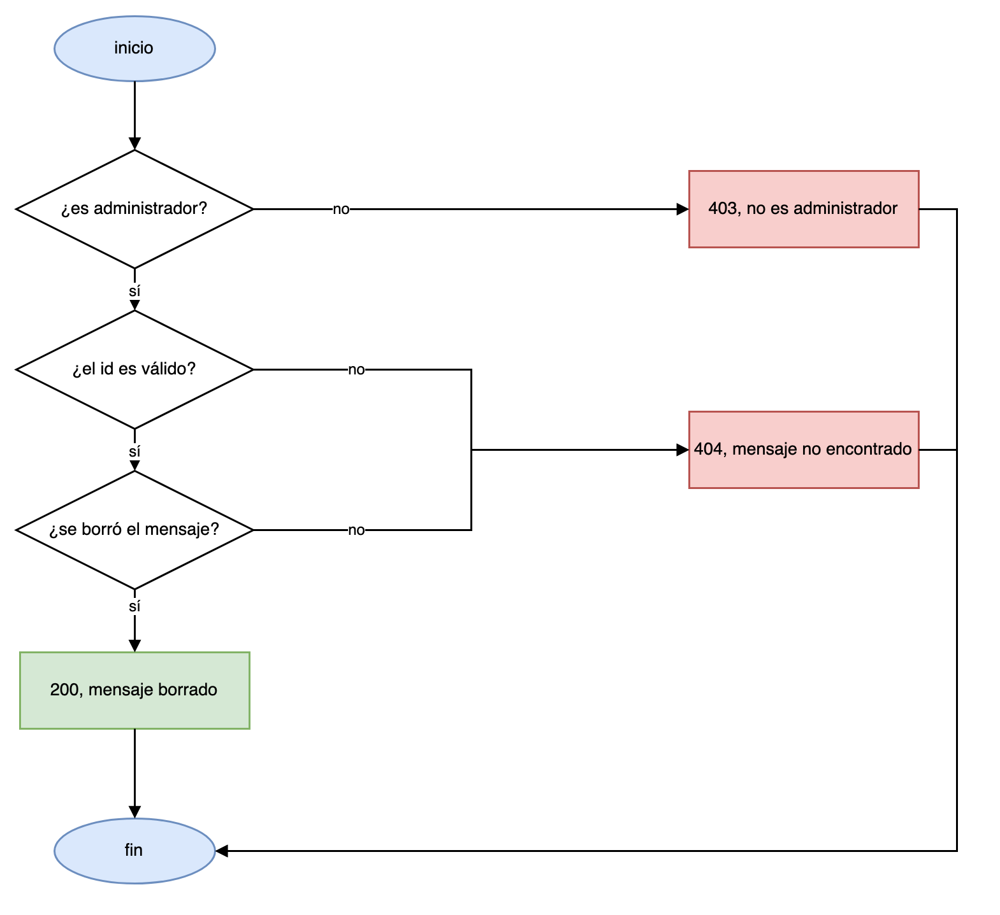 inicio
¿es administrador?
no
403, no es administrador
sí
¿el id es válido?
no
404, mensaje no encontrado
sí
¿se borró el mensaje?
no
sí
200, mensaje borrado
fin